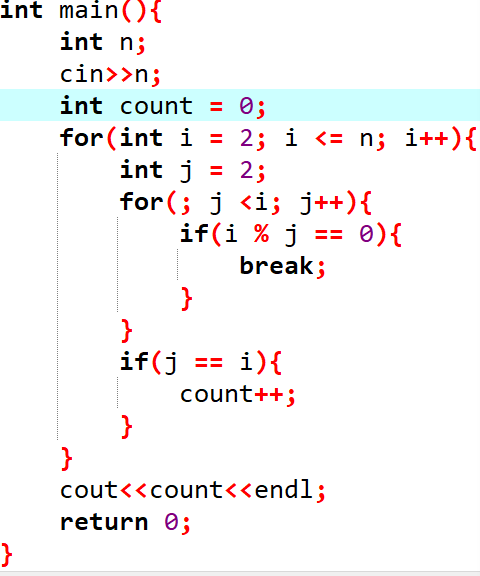 int main(){
    int n;
    cin>>n;
    int count = 0;
    for(int i = 2; i <= n; i++){
        int j = 2;
        for(; j <i; j++){
            if(i % j == 0){
                break;
            }
        }
        if(j == i){
            count++;
        }
    }
    cout<<count<<endl;
    return 0;
}